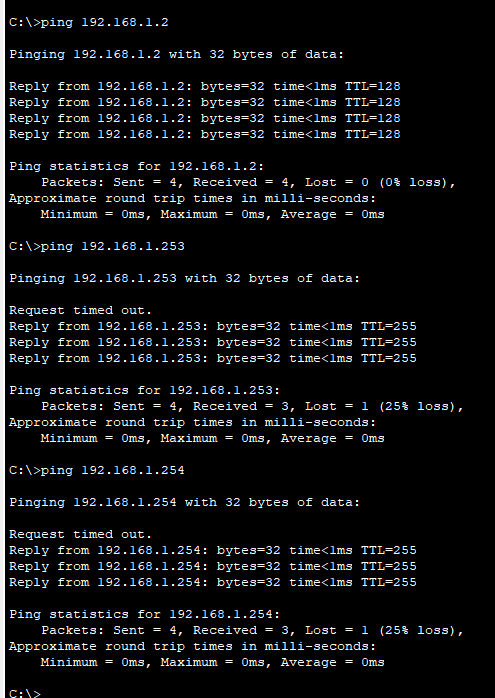 C:\>ping 192.168.1.2
Pinging 192.168.1.2 with 32 bytes of data:
Reply from 192.168.1.2: bytes=32 time<1ms TTL=128
Reply from 192.168.1.2: bytes=32 time<1ms TTL=128
Reply from 192.168.1.2: bytes=32 time<1ms TTL=128
Reply from 192.168.1.2: bytes=32 time<1ms TTL=128
Ping statistics for 192.168.1.2:
    Packets: Sent = 4, Received = 4, Lost = 0 (0% loss),
Approximate round trip times in milli-seconds:
    Minimum = 0ms, Maximum = 0ms, Average = 0ms
C:\>ping 192.168.1.253
Pinging 192.168.1.253 with 32 bytes of data:
Request timed out.
Reply from 192.168.1.253: bytes=32 time<1ms TTL=255
Reply from 192.168.1.253: bytes=32 time<1ms TTL=255
Reply from 192.168.1.253: bytes=32 time<1ms TTL=255
Ping statistics for 192.168.1.253:
    Packets: Sent = 4, Received = 3, Lost = 1 (25% loss),
Approximate round trip times in milli-seconds:
    Minimum = 0ms, Maximum = 0ms, Average = 0ms
C:\>ping 192.168.1.254
Pinging 192.168.1.254 with 32 bytes of data:
Request timed out.
Reply from 192.168.1.254: bytes=32 time<1ms TTL=255
Reply from 192.168.1.254: bytes=32 time<1ms TTL=255
Reply from 192.168.1.254: bytes=32 time<1ms TTL=255
Ping statistics for 192.168.1.254:
    Packets: Sent = 4, Received = 3, Lost = 1 (25% loss),
Approximate round trip times in milli-seconds:
    Minimum = 0ms, Maximum = 0ms, Average = 0ms
C:\>